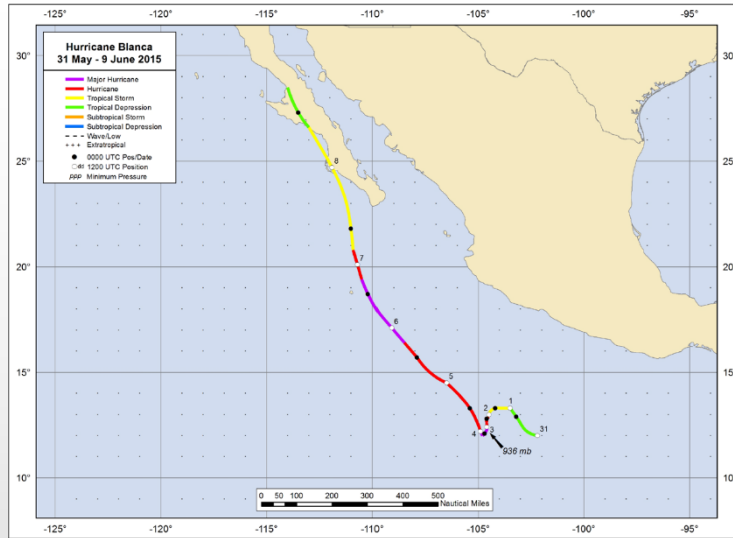 -125° -120° -115° -110° -105° -100° -95°
Hurricane Blanca
31 May - 9 June 2015
Major Hurricane
Hurricane
Tropical Storm
Tropical Depression
Subtropical Storm
Subtropical Depression
Wave/Low
Extratropical
0000 UTC Pos/Date
1200 UTC Position
PPP Minimum Pressure
30°
30°
25°
25°
20°
20°
15°
15°
10°
10°
8
7
6
5
2
1
4
3
31
936 mb
0 50 100 200 300 400 500
Nautical Miles
-125° -120° -115° -110° -105° -100° -95°